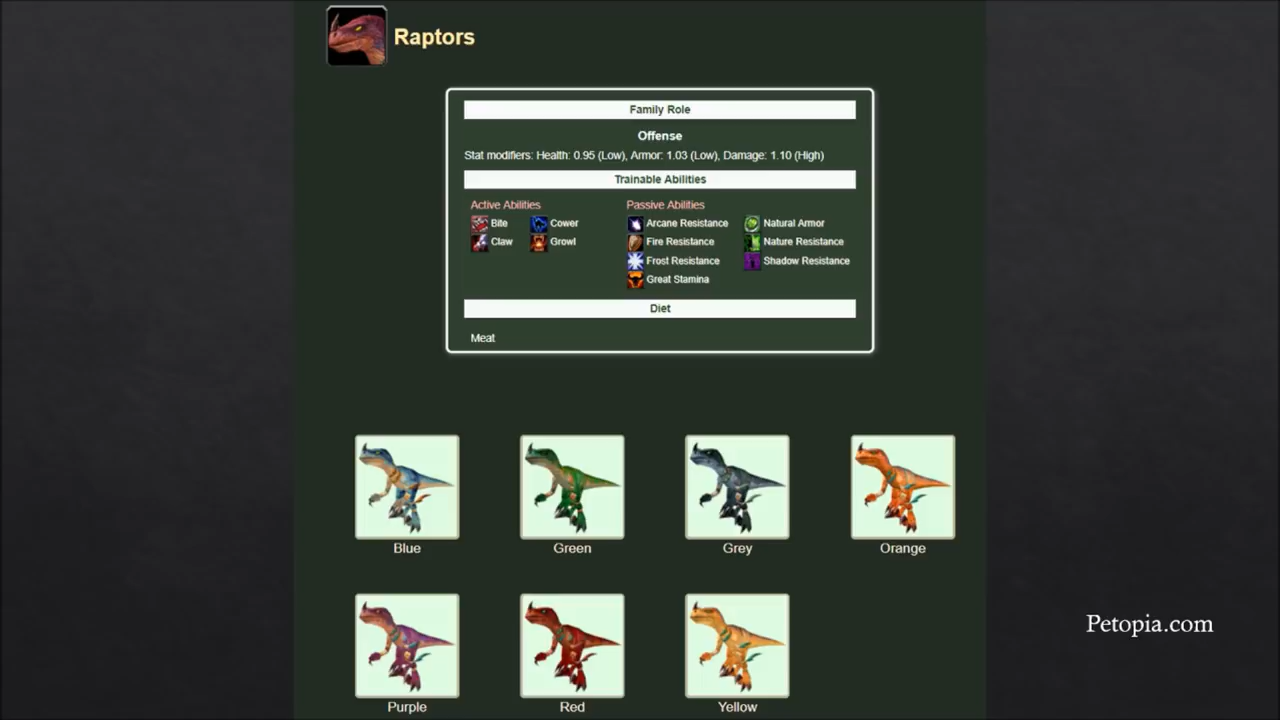 Raptors
Family Role
Offense
Stat modifiers: Health: 0.95 (Low), Armor: 1.03 (Low), Damage: 1.10 (High)
Trainable Abilities
Active Abilities
Bite Cower
Claw Growl
Passive Abilities
Arcane Resistance Natural Armor
Fire Resistance Nature Resistance
Frost Resistance Shadow Resistance
Great Stamina
Diet
Meat
Blue Green Grey Orange
Petopia.com
Purple Red Yellow